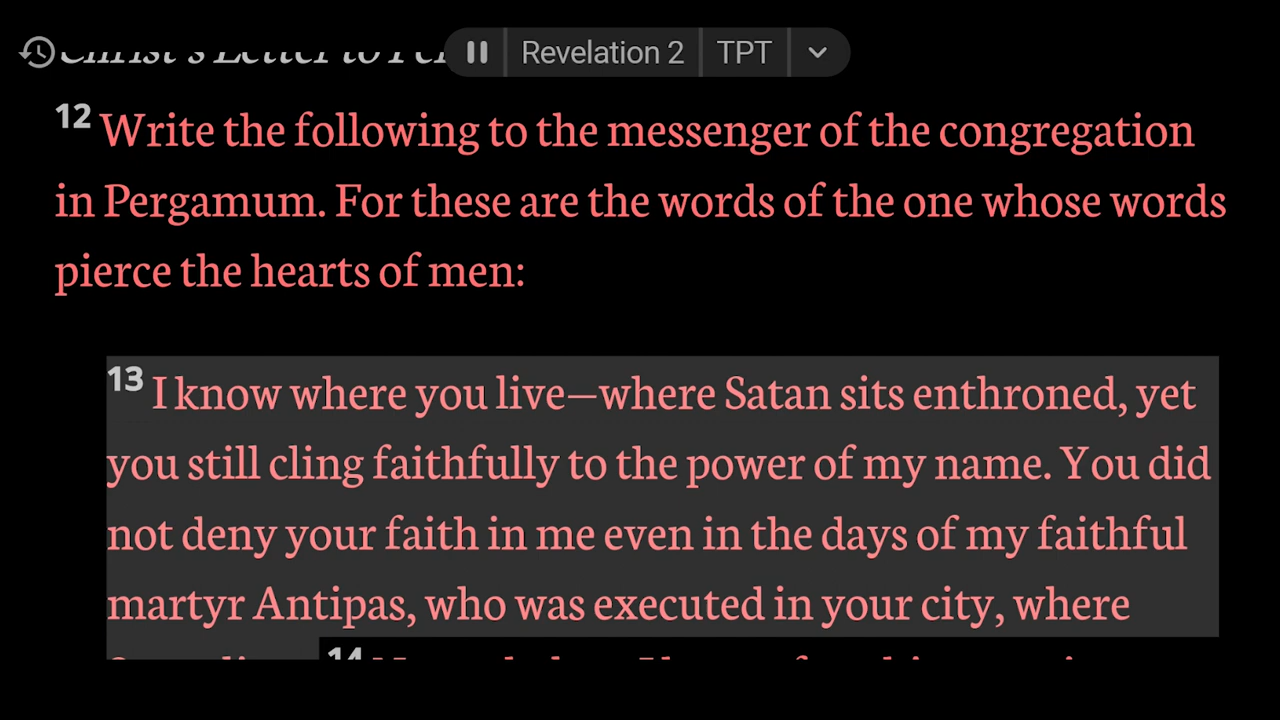 Revelation 2 TPT
12 Write the following to the messenger of the congregation
in Pergamum. For these are the words of the one whose words
pierce the hearts of men:
13 I know where you live—where Satan sits enthroned, yet
you still cling faithfully to the power of my name. You did
not deny your faith in me even in the days of my faithful
martyr Antipas, who was executed in your city, where
14